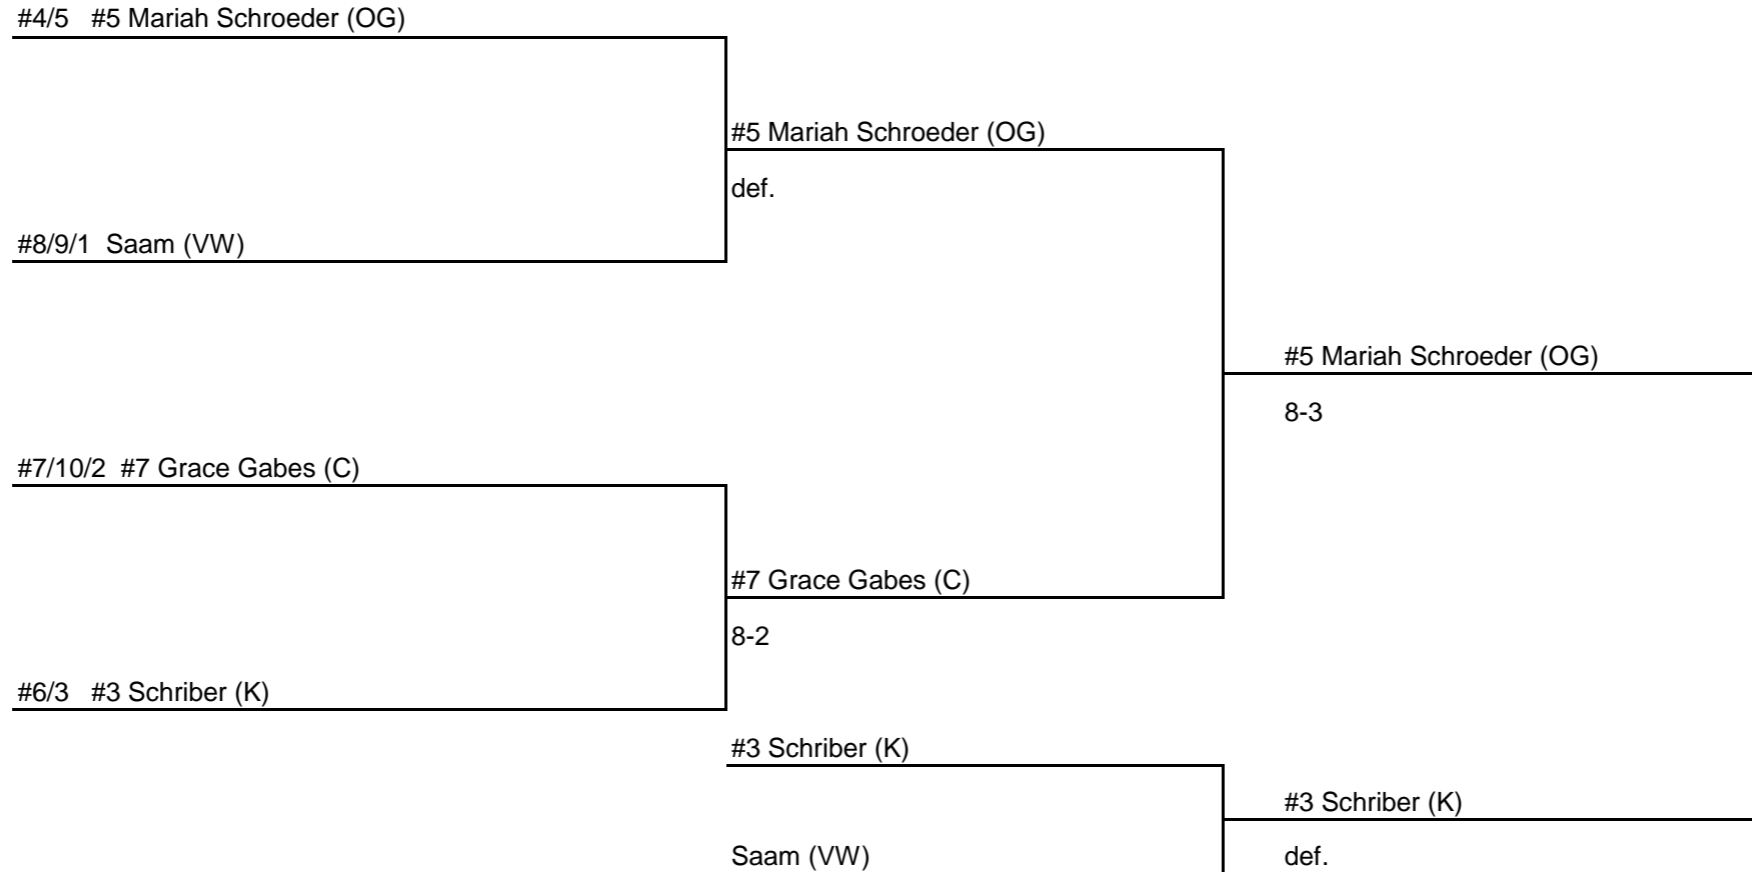 #4/5 #5 Mariah Schroeder (OG)
#5 Mariah Schroeder (OG)
def.
#8/9/1 Saam (VW)
#5 Mariah Schroeder (OG)
8-3
#7/10/2 #7 Grace Gabes (C)
#7 Grace Gabes (C)
8-2
#6/3 #3 Schriber (K)
#3 Schriber (K)
#3 Schriber (K)
Saam (VW)
def.